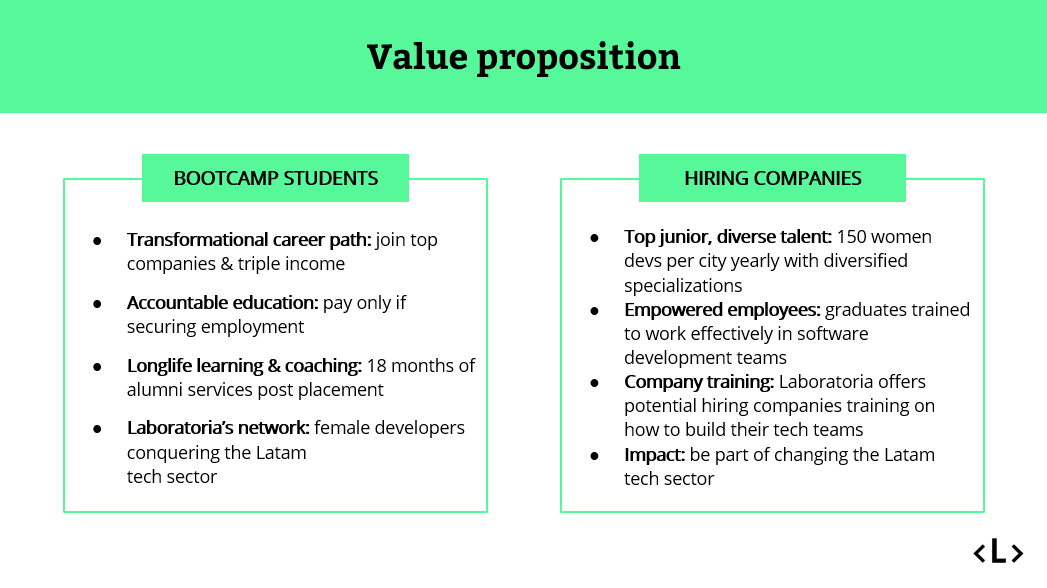 Value proposition
BOOTCAMP STUDENTS
● Transformational career path: join top
companies & triple income
● Accountable education: pay only if
securing employment
● Longlife learning & coaching: 18 months of
alumni services post placement
● Laboratoria’s network: female developers
conquering the Latam
tech sector
HIRING COMPANIES
● Top junior, diverse talent: 150 women
devs per city yearly with diversified
specializations
● Empowered employees: graduates trained
to work effectively in software
development teams
● Company training: Laboratoria offers
potential hiring companies training on
how to build their tech teams
● Impact: be part of changing the Latam
tech sector
<L>